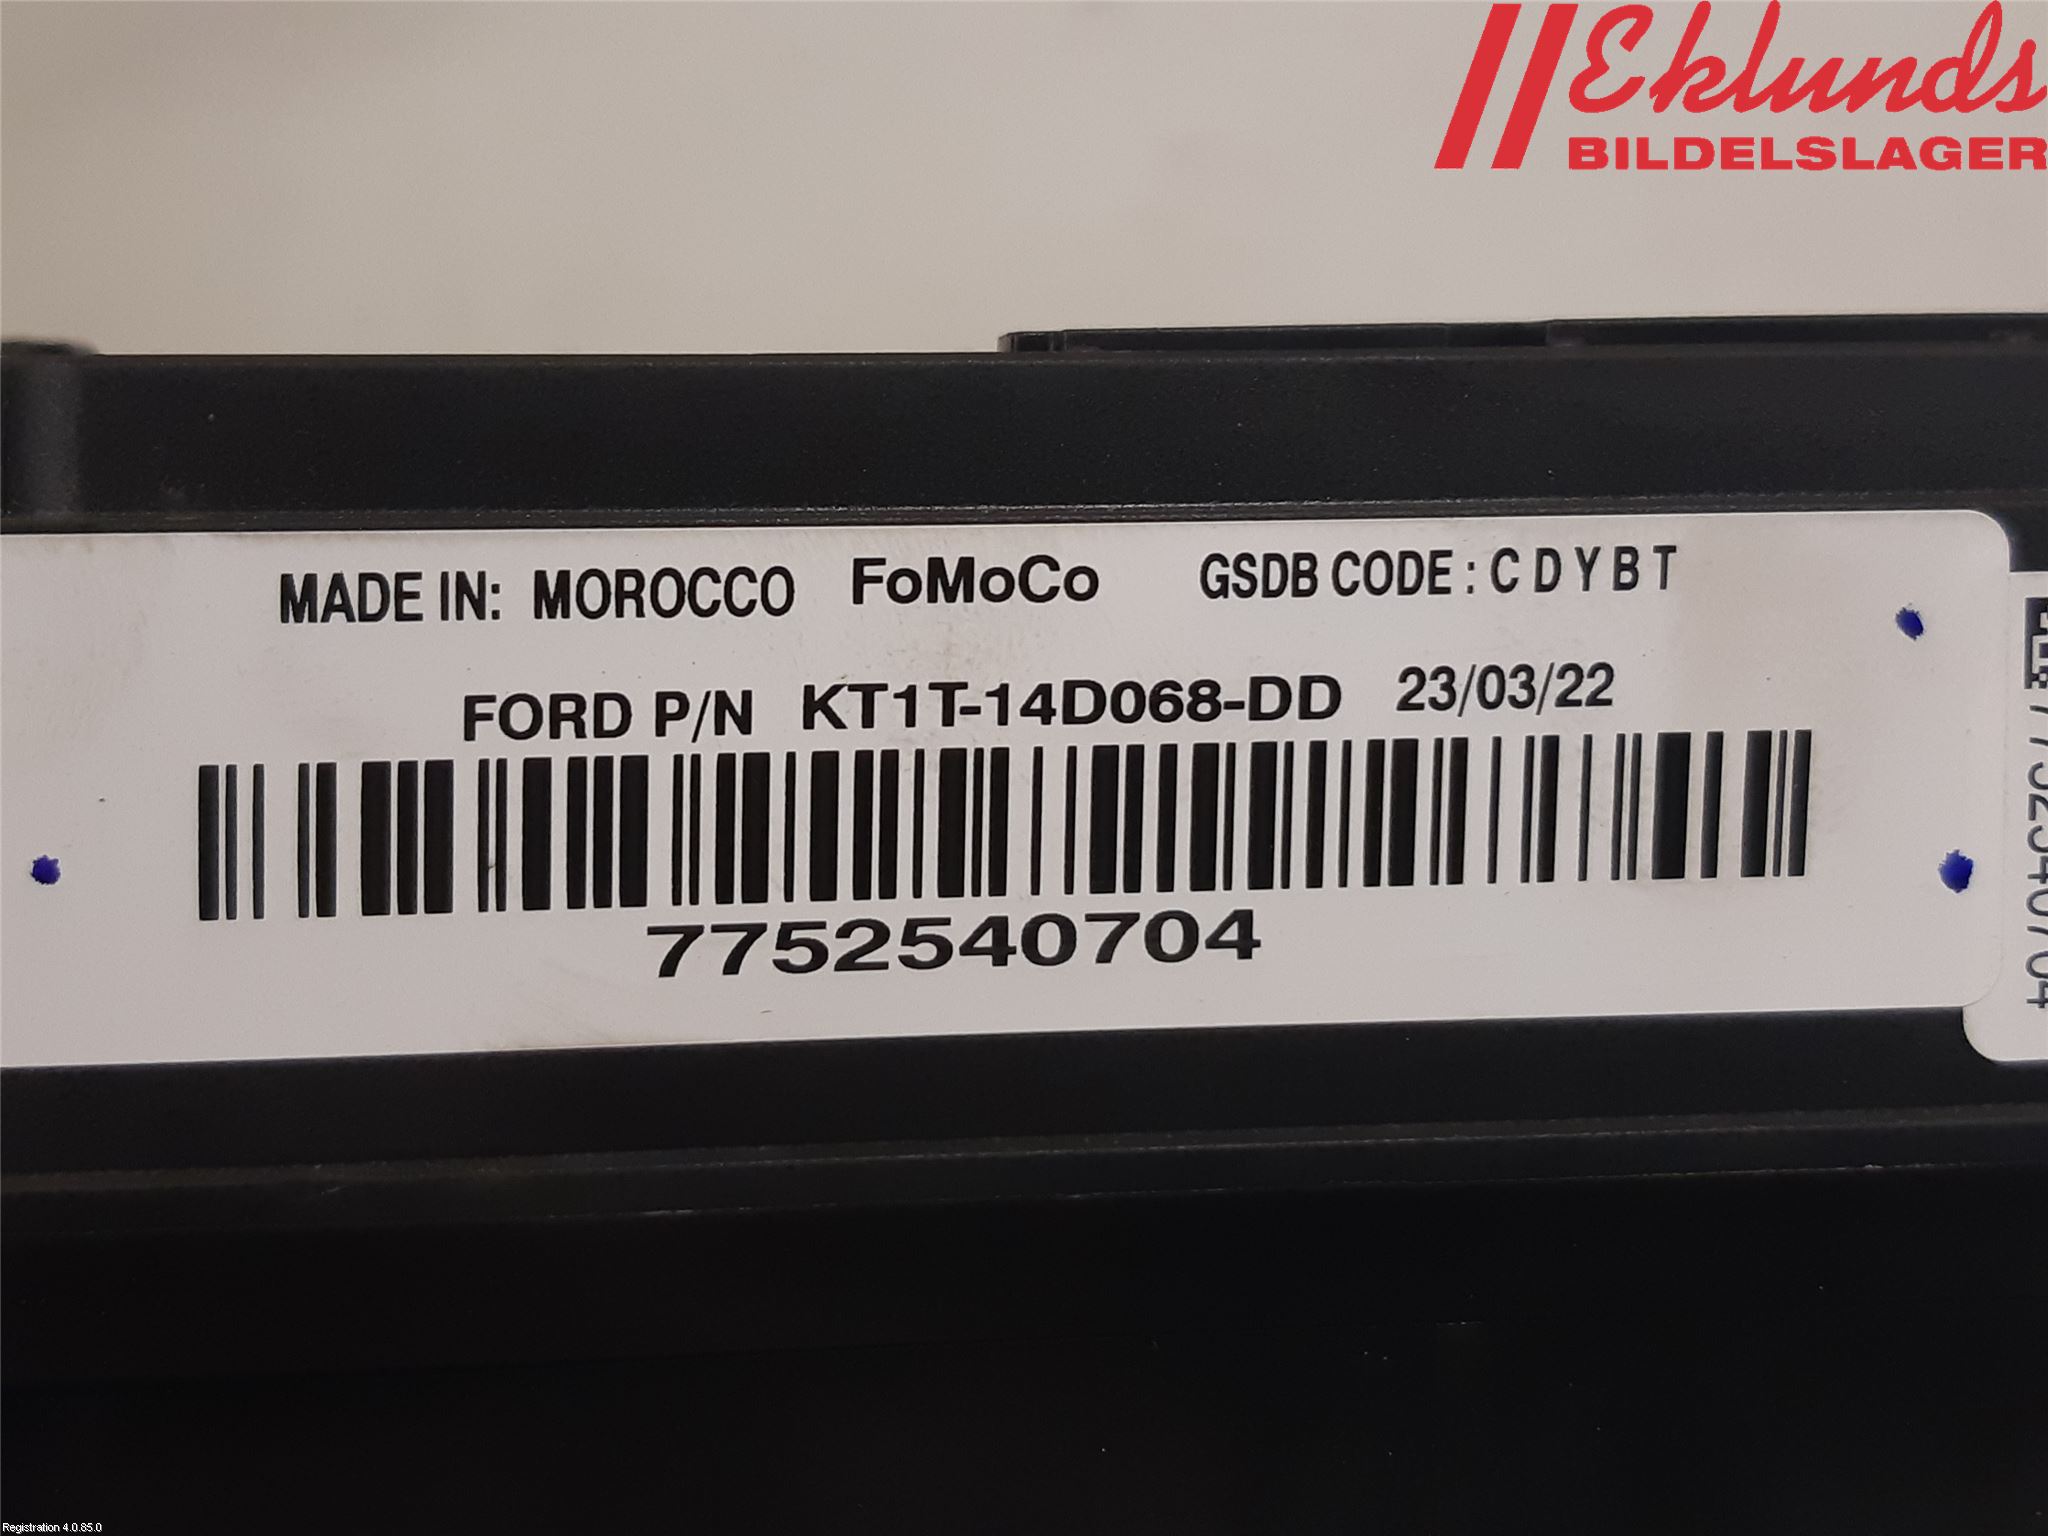 Eklunds
BILDELSLAGER
MADE IN: MOROCCO FoMoCo GSDB CODE : C D Y B T
FORD P/N KT1T-14D068-DD 23/03/22
7752540704
7752540704
Registration 4.0.85.0